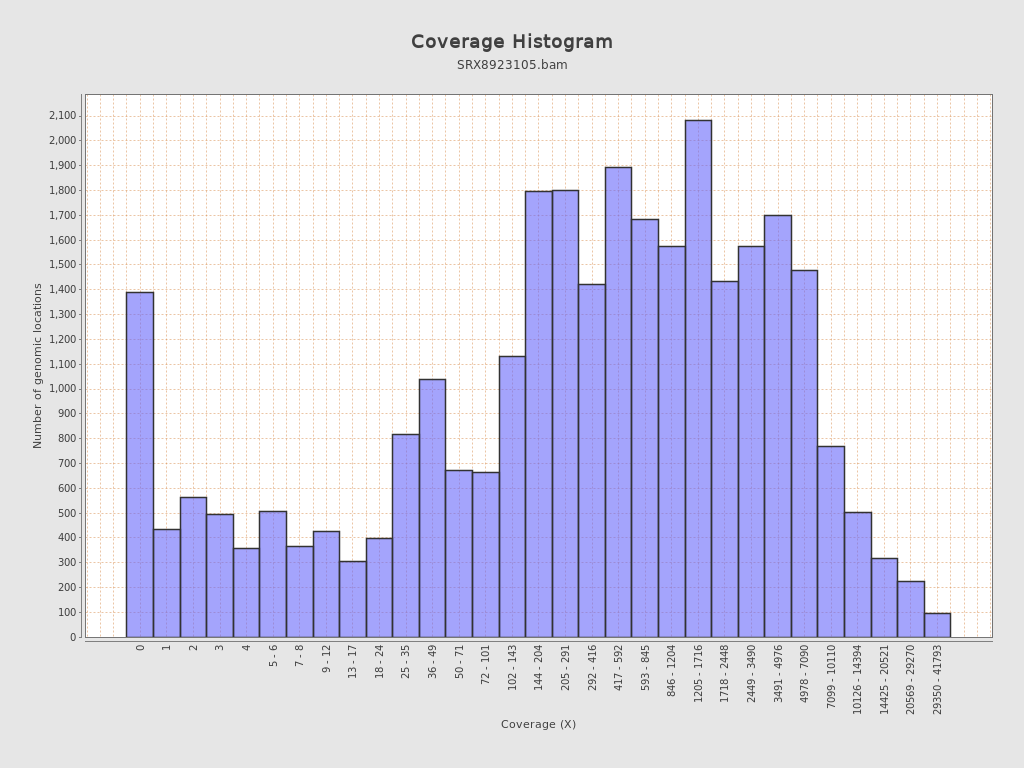 Coverage Histogram
SRX8923105.bam
Number of genomic locations
2,100
2,000
1,900
1,800
1,700
1,600
1,500
1,400
1,300
1,200
1,100
1,000
900
800
700
600
500
400
300
200
100
0
0
1
2
3
4
5 - 6
7 - 8
9 - 12
13 - 17
18 - 24
25 - 35
36 - 49
50 - 71
72 - 101
102 - 143
144 - 204
205 - 291
292 - 416
417 - 592
593 - 845
846 - 1204
1205 - 1716
1718 - 2448
2449 - 3490
3491 - 4976
4978 - 7090
7099 - 10110
10126 - 14394
14425 - 20521
20569 - 29270
29350 - 41793
Coverage (X)